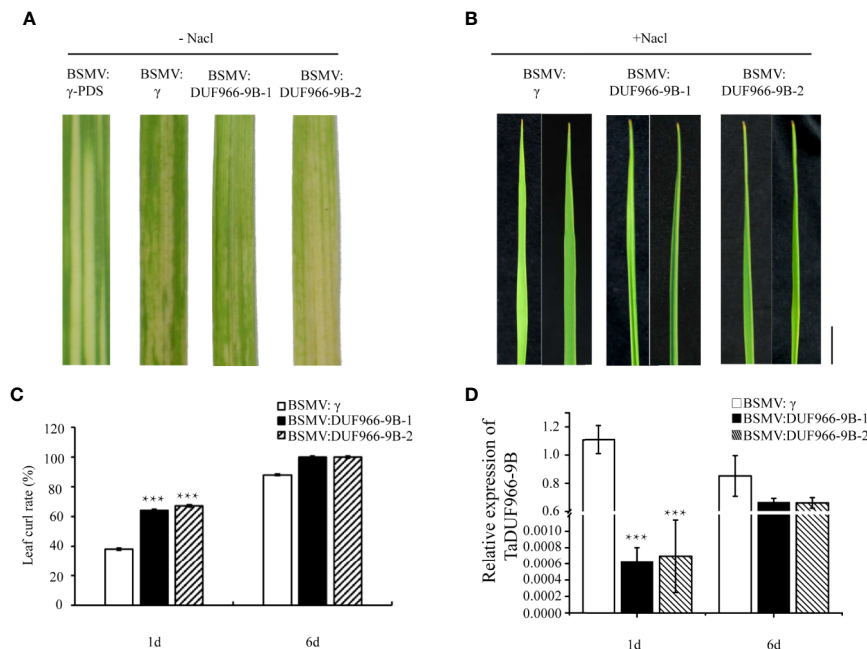 A
- Nacl
BSMV:
γ-PDS
BSMV:
γ
BSMV:
DUF966-9B-1
BSMV:
DUF966-9B-2
B
+Nacl
BSMV:
γ
BSMV:
DUF966-9B-1
BSMV:
DUF966-9B-2
C
BSMV: γ
BSMV:DUF966-9B-1
BSMV:DUF966-9B-2
Leaf curl rate (%)
120
100
80
60
40
20
0
***
***
1d
6d
D
BSMV: γ
BSMV:DUF966-9B-1
BSMV:DUF966-9B-2
Relative expression of
TaDUF966-9B
1.4
1.2
1.0
0.8
0.6
0.0010
0.0008
0.0006
0.0004
0.0002
0.0000
***
***
1d
6d